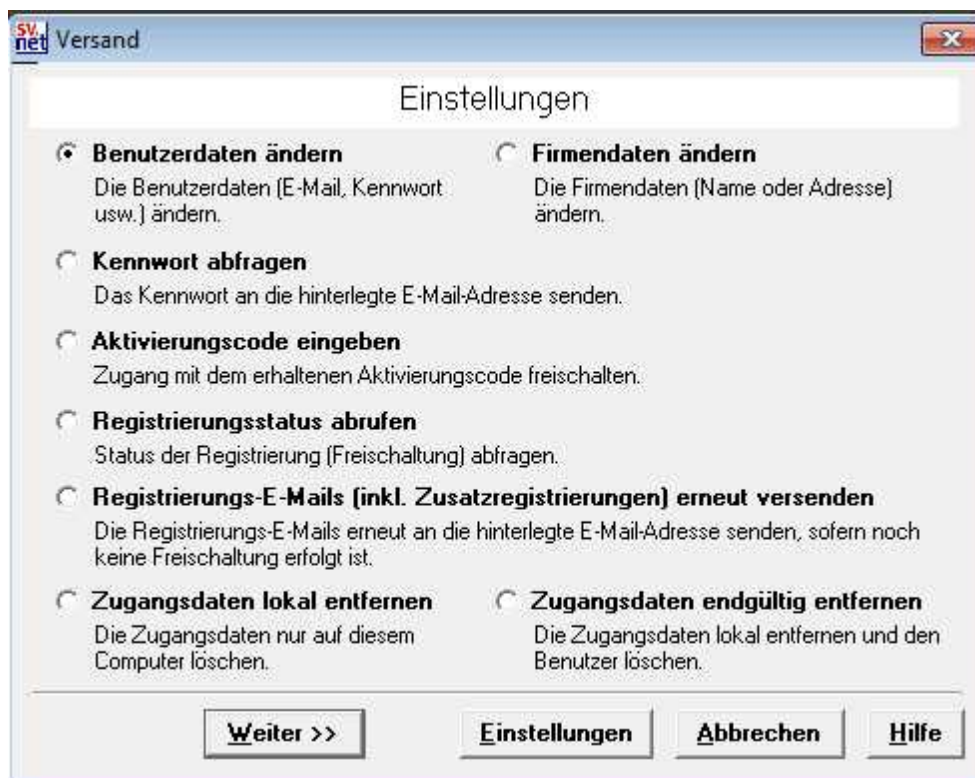 sv.net Versand
Einstellungen
Benutzerdaten ändern
Die Benutzerdaten (E-Mail, Kennwort
usw.) ändern.
Firmendaten ändern
Die Firmendaten (Name oder Adresse)
ändern.
Kennwort abfragen
Das Kennwort an die hinterlegte E-Mail-Adresse senden.
Aktivierungscode eingeben
Zugang mit dem erhaltenen Aktivierungscode freischalten.
Registrierungsstatus abrufen
Status der Registrierung (Freischaltung) abfragen.
Registrierungs-E-Mails (inkl. Zusatzregistrierungen) erneut versenden
Die Registrierungs-E-Mails erneut an die hinterlegte E-Mail-Adresse senden, sofern noch
keine Freischaltung erfolgt ist.
Zugangsdaten lokal entfernen
Die Zugangsdaten nur auf diesem
Computer löschen.
Zugangsdaten endgültig entfernen
Die Zugangsdaten lokal entfernen und den
Benutzer löschen.
Weiter >> Einstellungen Abbrechen Hilfe